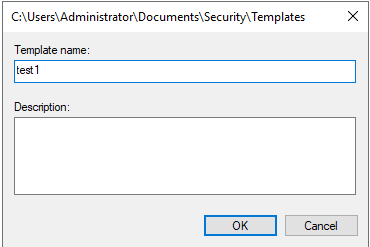 C:\Users\Administrator\Documents\Security\Templates
Template name:
test1
Description:
OK
Cancel